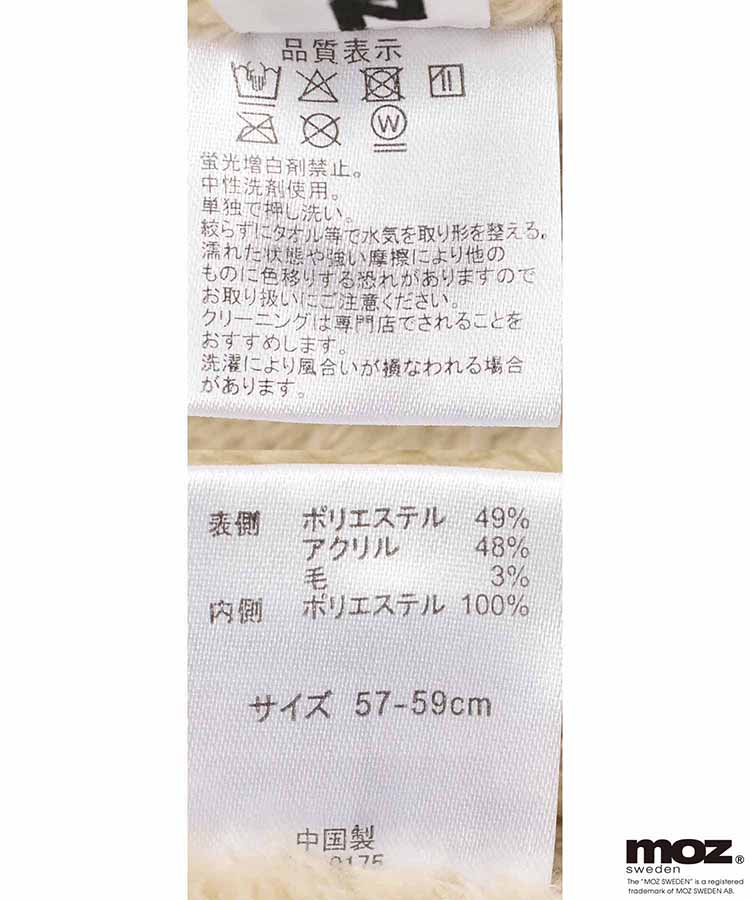 品質表示
W
蛍光増白剤禁止。
中性洗剤使用。
単独で押し洗い。
絞らずにタオル等で水気を取り形を整える。
濡れた状態や強い摩擦により他の
ものに色移りする恐れがありますので
お取り扱いにご注意ください。
クリーニングは専門店でされることを
おすすめします。
洗濯により風合いが損なわれる場合
があります。
表側 ポリエステル 49%
アクリル 48%
毛 3%
内側 ポリエステル 100%
サイズ 57-59cm
中国製
moz®
sweden
The "MOZ SWEDEN" is a registered
trademark of MOZ SWEDEN AB.